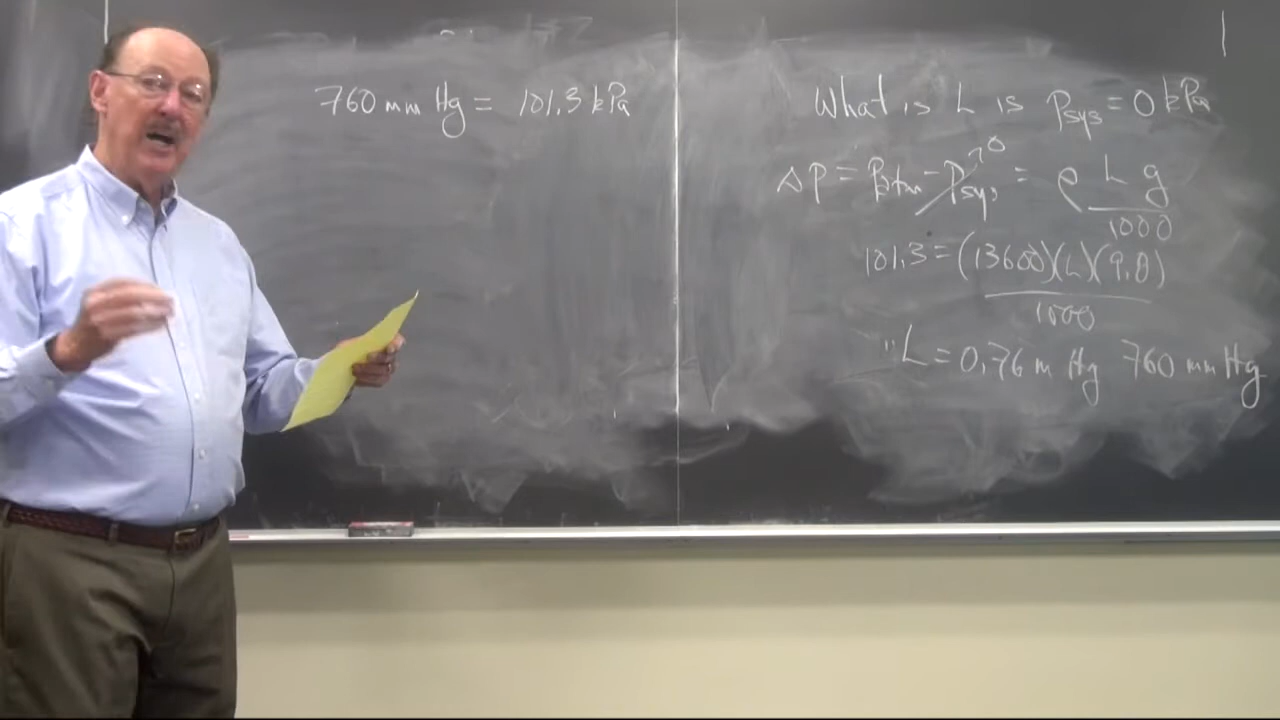 760 mm Hg = 101.3 kPa
What is L is Psys = 0 kPa
ΔP = Patm - Psys →0 = ρ L g / 1000
101.3 = (13600)(L)(9.8) / 1000
∴ L = 0.76 m Hg 760 mm Hg